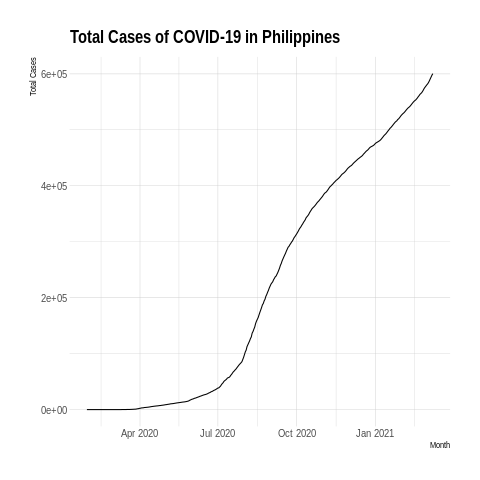 Total Cases of COVID-19 in Philippines
Total Cases
6e+05
4e+05
2e+05
0e+00
Apr 2020 Jul 2020 Oct 2020 Jan 2021
Month